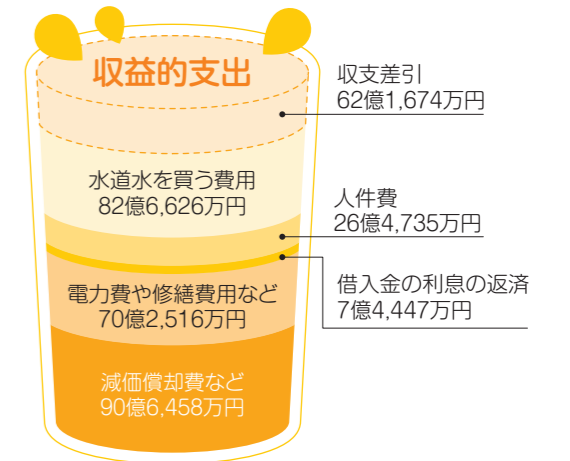 収益的支出
収支差引
62億1,674万円
水道水を買う費用
82億6,626万円
人件費
26億4,735万円
借入金の利息の返済
7億4,447万円
電力費や修繕費用など
70億2,516万円
減価償却費など
90億6,458万円